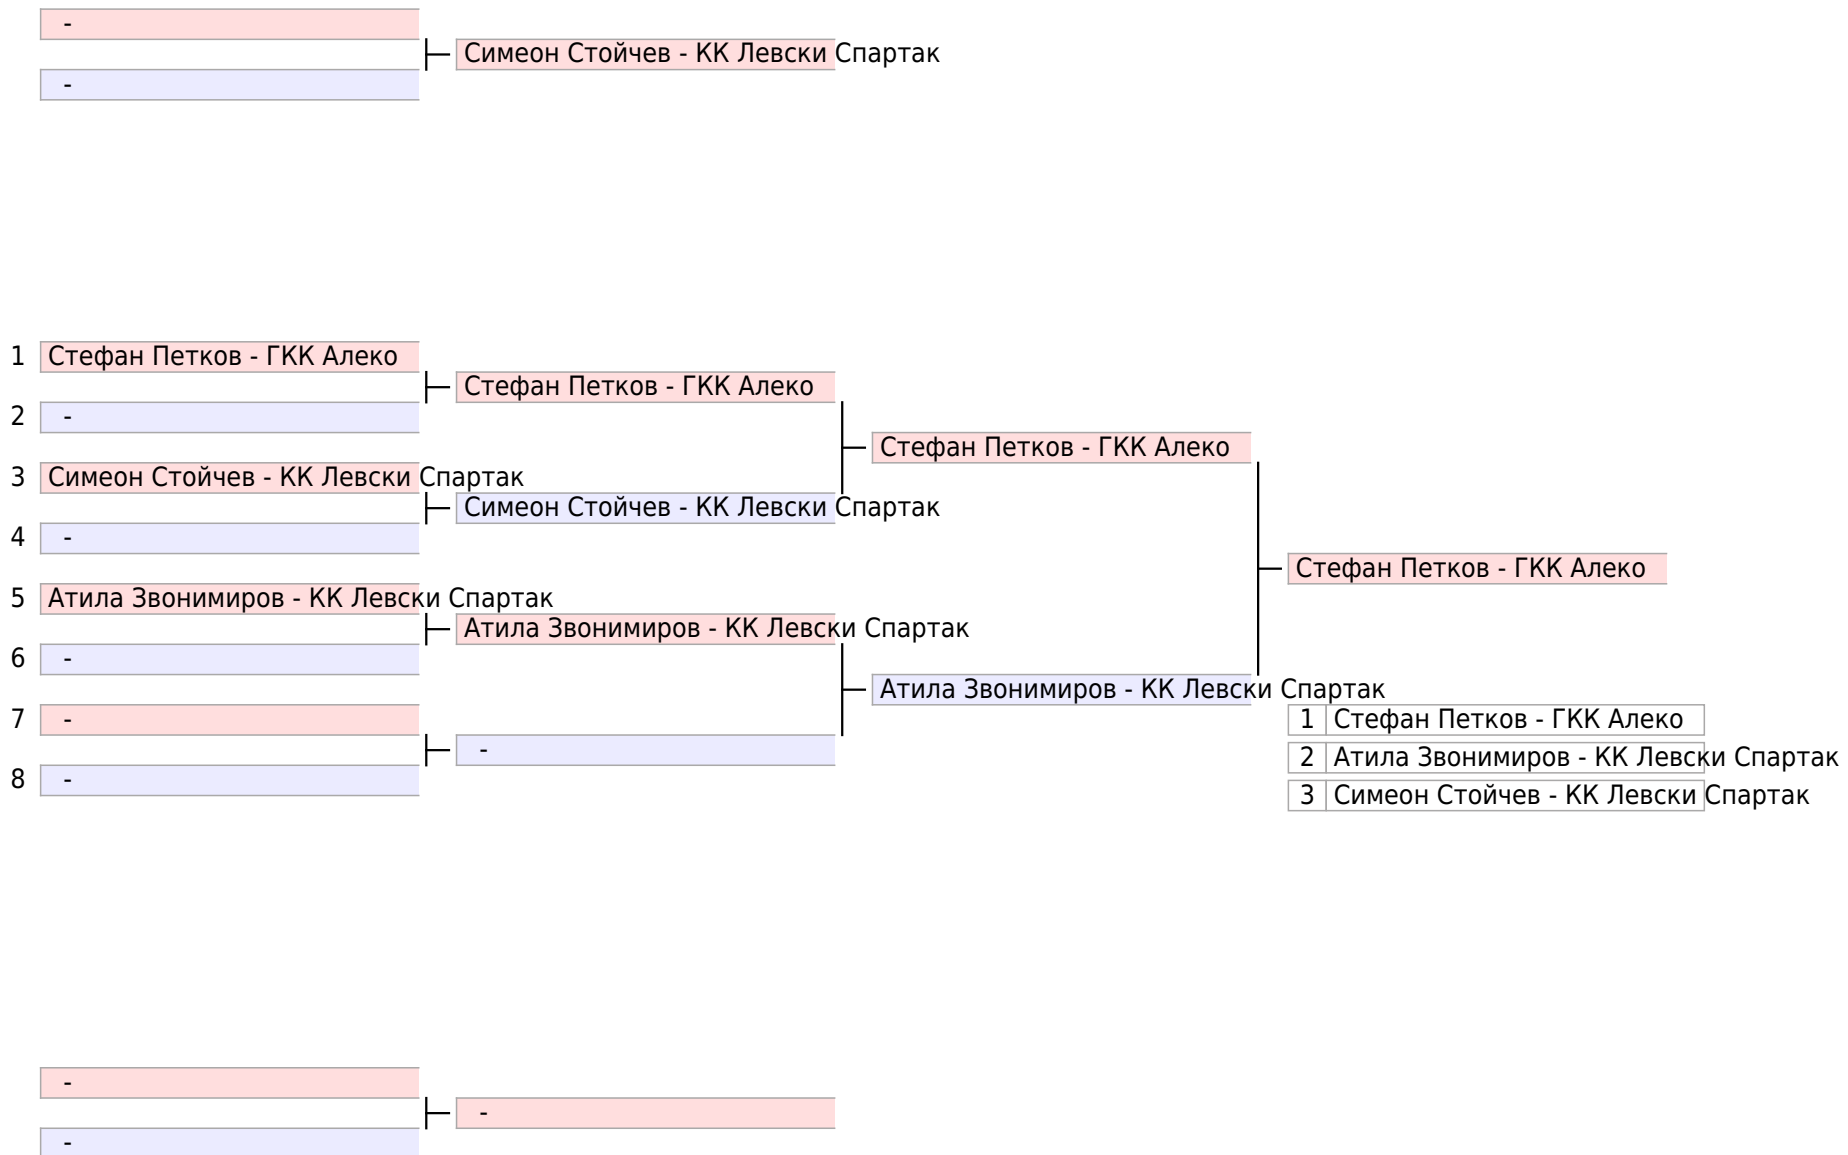 -
Симеон Стойчев - КК Левски Спартак
-
1 Стефан Петков - ГКК Алеко
Стефан Петков - ГКК Алеко
2 -
Стефан Петков - ГКК Алеко
3 Симеон Стойчев - КК Левски Спартак
Симеон Стойчев - КК Левски Спартак
4 -
Стефан Петков - ГКК Алеко
5 Атила Звонимиров - КК Левски Спартак
Атила Звонимиров - КК Левски Спартак
6 -
Атила Звонимиров - КК Левски Спартак
7 -
-
8 -
1 Стефан Петков - ГКК Алеко
2 Атила Звонимиров - КК Левски Спартак
3 Симеон Стойчев - КК Левски Спартак
-
-
-